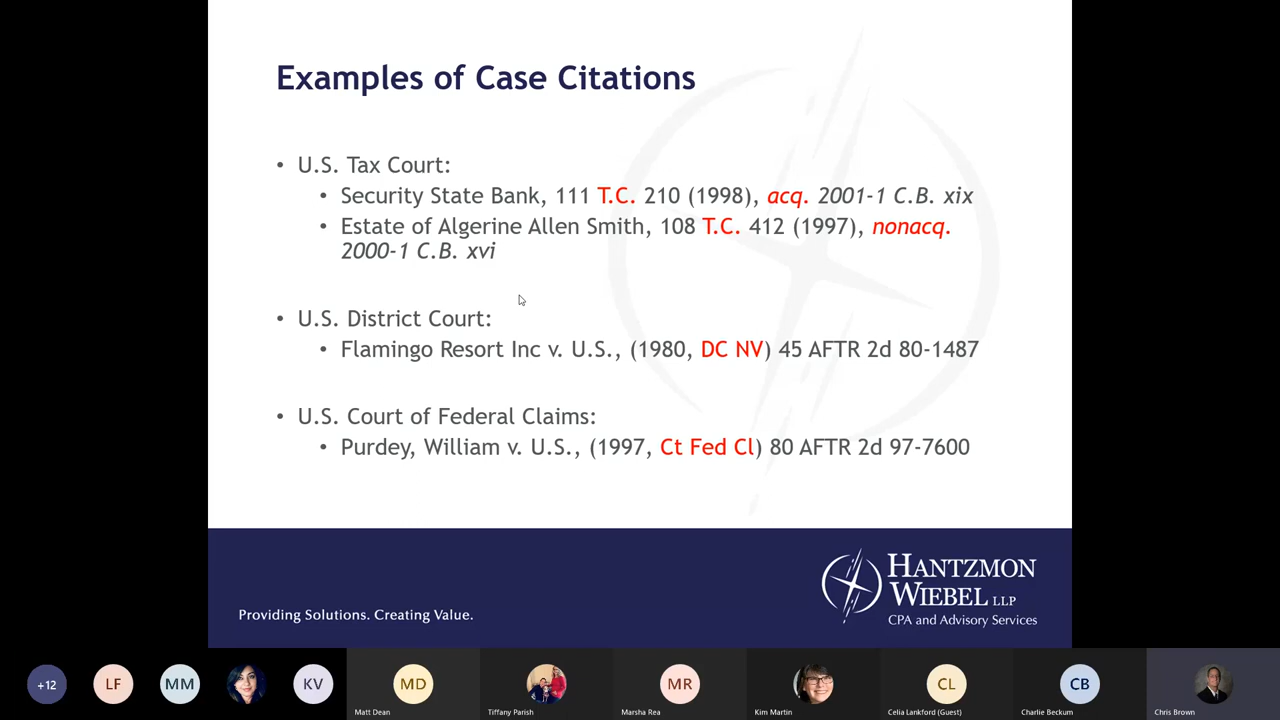 Examples of Case Citations
• U.S. Tax Court:
• Security State Bank, 111 T.C. 210 (1998), acq. 2001-1 C.B. xix
• Estate of Algerine Allen Smith, 108 T.C. 412 (1997), nonacq.
2000-1 C.B. xvi
• U.S. District Court:
• Flamingo Resort Inc v. U.S., (1980, DC NV) 45 AFTR 2d 80-1487
• U.S. Court of Federal Claims:
• Purdey, William v. U.S., (1997, Ct Fed Cl) 80 AFTR 2d 97-7600
Providing Solutions. Creating Value.
HANTZMON
WIEBEL LLP
CPA and Advisory Services
+12
LF
MM
KV
MD
Matt Dean
Tiffany Parish
MR
Marsha Rea
Kim Martin
CL
Celia Lankford (Guest)
CB
Charlie Beckum
Chris Brown